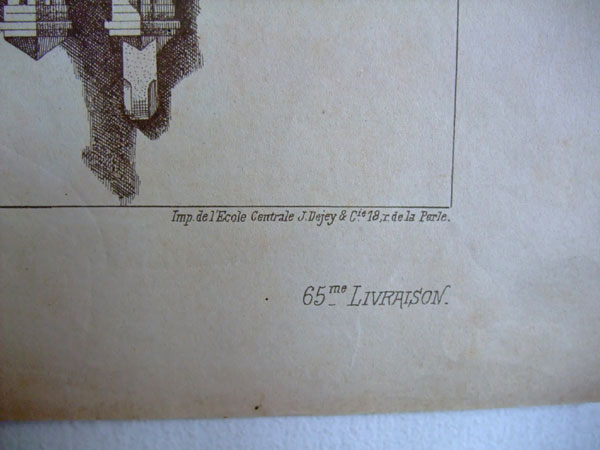 Imp. de l'Ecole Centrale J. Dejey & Cie 18, r. de la Perle.
65me LIVRAISON.